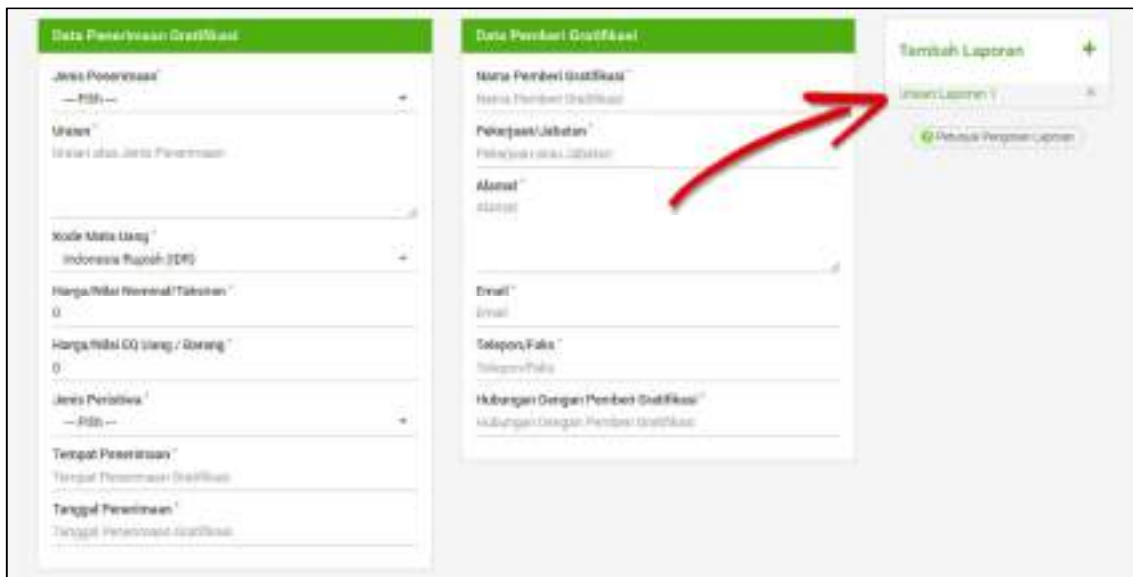 Data Penerimaan Gratifikasi
Jenis Penerimaan*
---Pilih---
Uraian*
Uraian atas Jenis Penerimaan
Kode Mata Uang*
Indonesia Rupiah (IDR)
Harga/Nilai Nominal/Taksiran*
0
Harga/Nilai EQ Uang / Barang*
0
Jenis Peristiwa*
---Pilih---
Tempat Penerimaan*
Tempat Penerimaan Gratifikasi
Tanggal Penerimaan*
Tanggal Penerimaan Gratifikasi
Data Pemberi Gratifikasi
Nama Pemberi Gratifikasi*
Nama Pemberi Gratifikasi
Pekerjaan/Jabatan*
Pekerjaan atau Jabatan
Alamat*
Alamat
Email*
Email
Telepon/Faks*
Telepon/Faks
Hubungan Dengan Pemberi Gratifikasi*
Hubungan Dengan Pemberi Gratifikasi
Tambah Laporan +
Uraian Laporan 1 ×
Petunjuk Pengisian Laporan